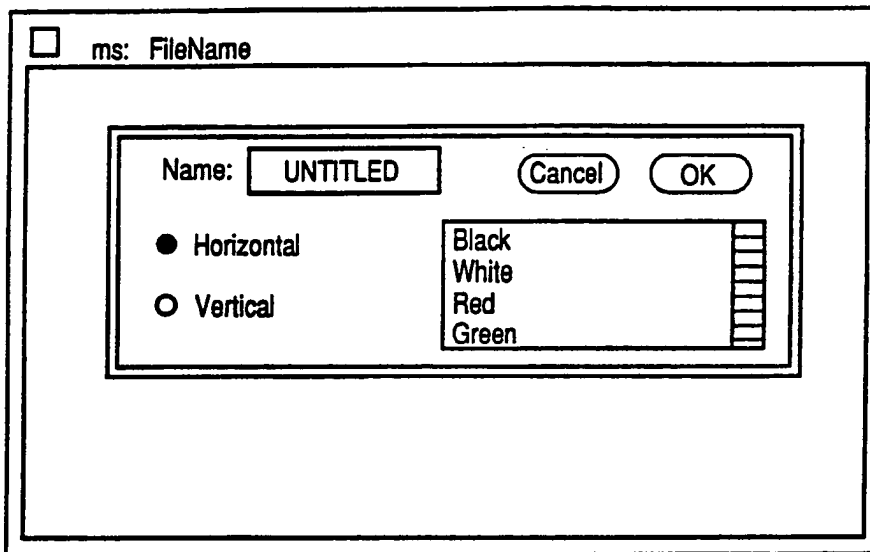 ms: FileName
Name: UNTITLED Cancel OK
Horizontal
Vertical
Black
White
Red
Green